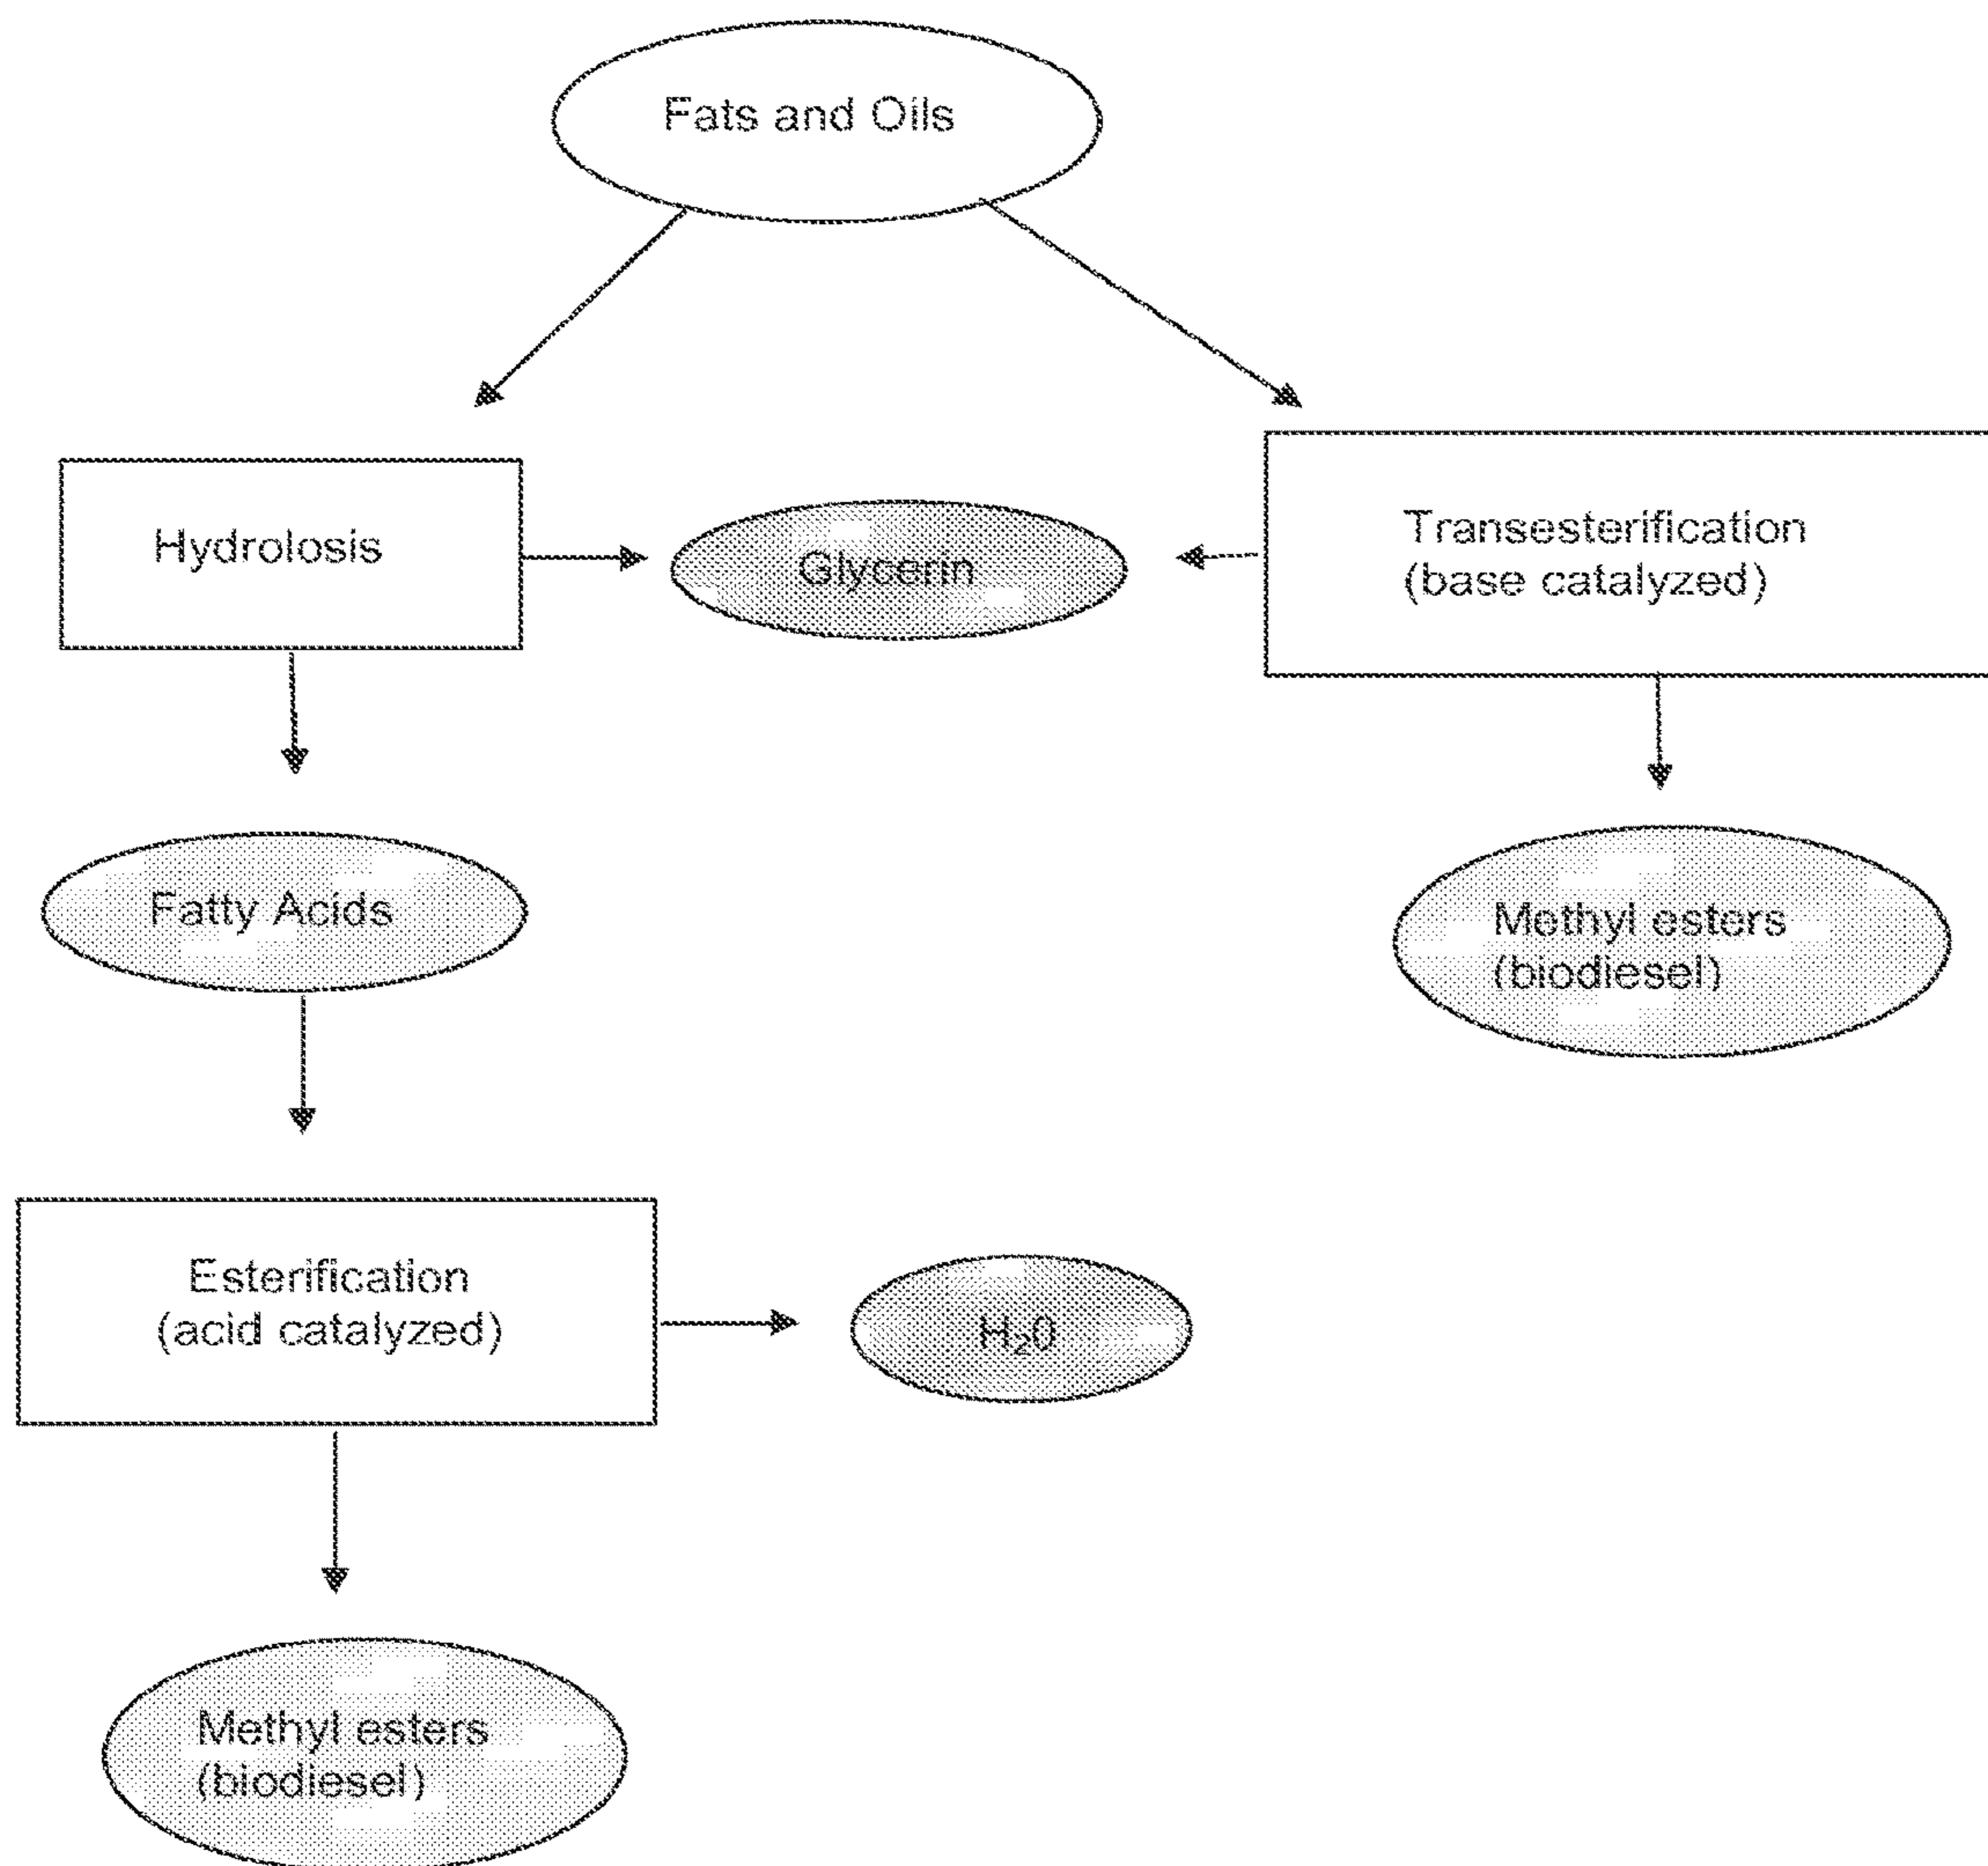 Fats and Oils
Hydrolosis
Glycerin
Transesterification
(base catalyzed)
Fatty Acids
Methyl esters
(biodiesel)
Esterification
(acid catalyzed)
H₂0
Methyl esters
(biodiesel)